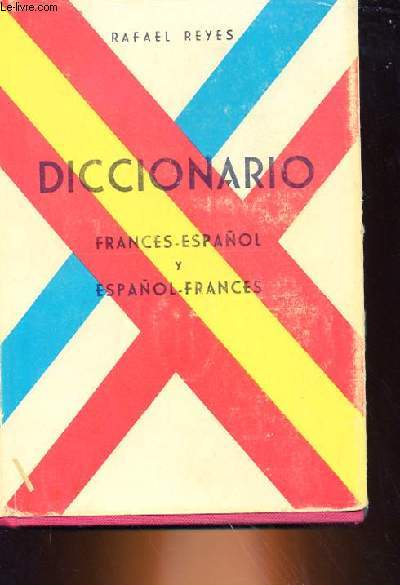 Le-livre.com
RAFAEL REYES
DICCIONARIO
FRANCES-ESPAÑOL
Y
ESPAÑOL-FRANCES